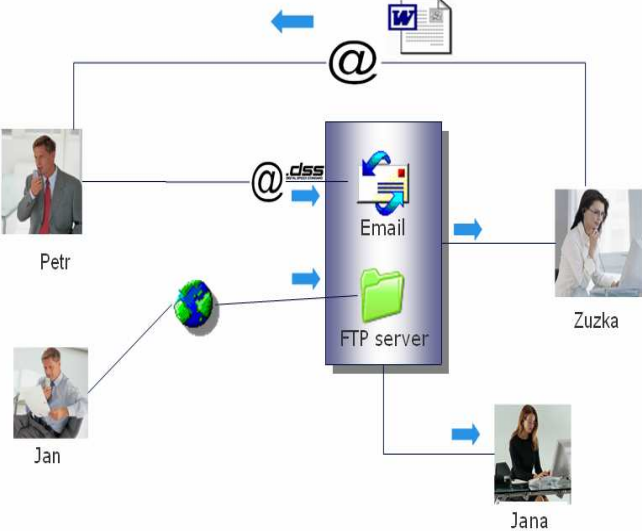 W
@
@ .dss
Email
Petr
Zuzka
FTP server
Jan
Jana